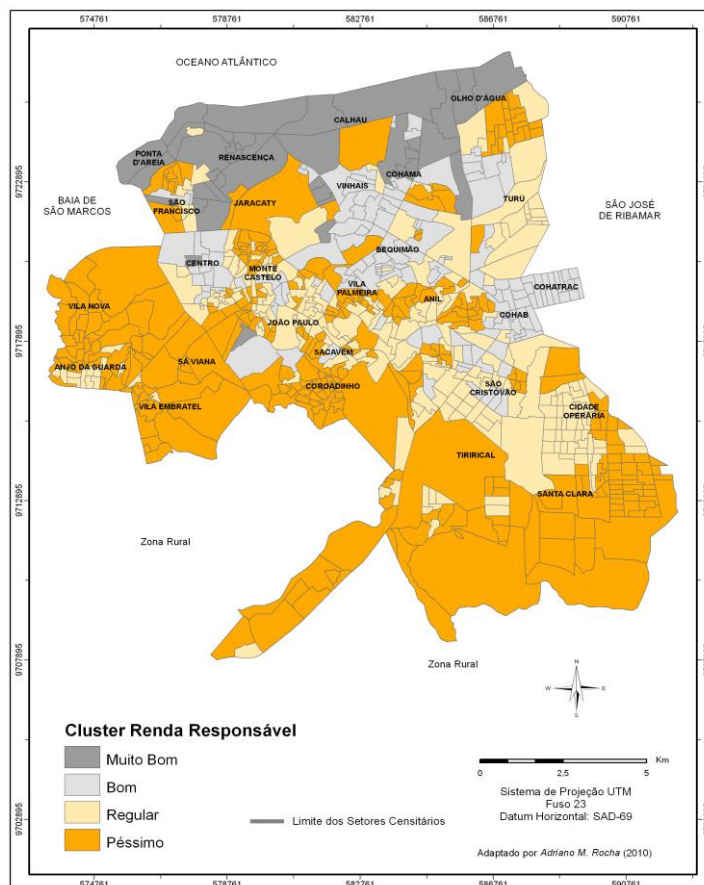 574761 578761 582761 586761 590761
OCEANO ATLÂNTICO
OLHO D'ÁGUA
CALHAU
PONTA
D'AREIA
RENASCENÇA
COHAMA
9722895
VINHAIS
BAIA DE
SÃO MARCOS
SÃO
FRANCISCO
JARACATY
TURÚ
SÃO JOSÉ
DE RIBAMAR
BEQUIMÃO
CENTRO
MONTE
CASTELO
VILA
PALMEIRA
COHATRAC
VILA NOVA
ANIL
JOÃO PAULO
COHAB
9717895
SACAVÉM
ANJO DA GUARDA
SÁ VIANA
COROADINHO
SÃO
CRISTOVÃO
VILA EMBRATEL
CIDADE
OPERÁRIA
TIRIRICAL
SANTA CLARA
9712895
Zona Rural
9707895
Zona Rural
N
W E
S
Cluster Renda Responsável
Muito Bom
Bom
Regular
Péssimo
Limite dos Setores Censitários
Km
0 2,5 5
Sistema de Projeção UTM
Fuso 23
Datum Horizontal: SAD-69
9702895
Adaptado por Adriano M. Rocha (2010)
574761 578761 582761 586761 590761